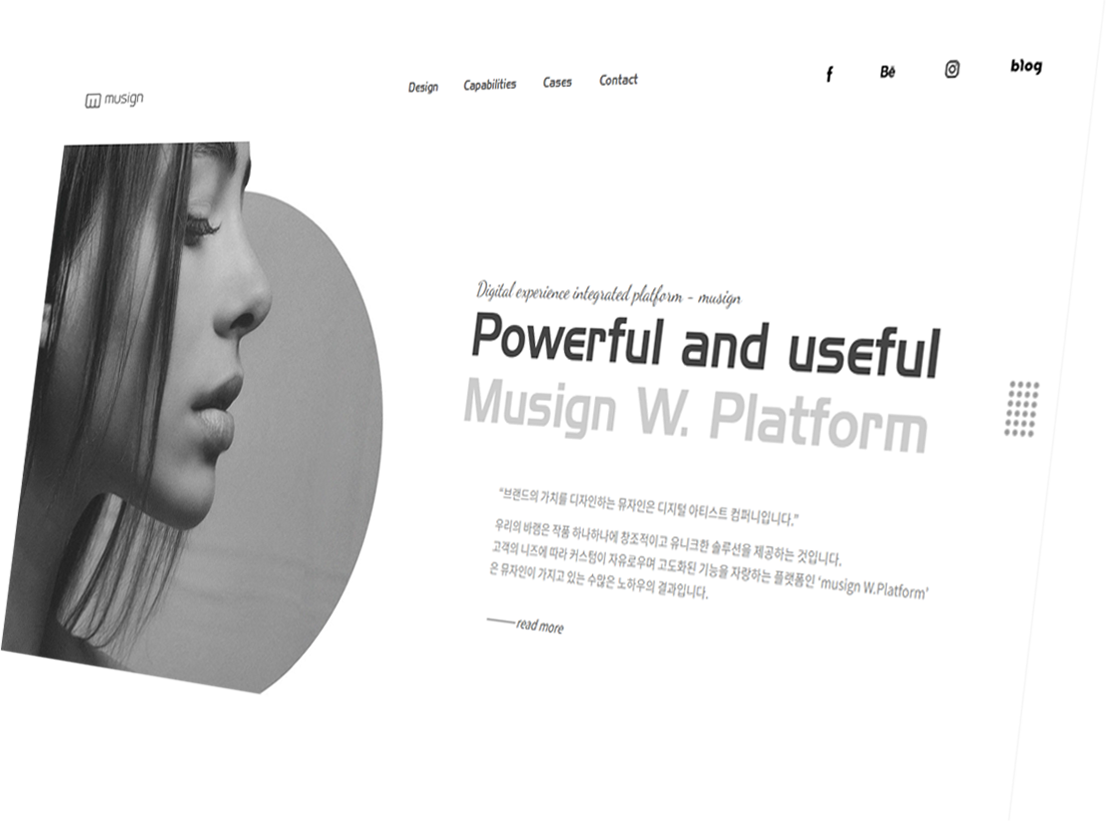 musign
Design Capabilities Cases Contact
f Bē blog
Digital experience integrated platform - musign
Powerful and useful
Musign W. Platform
“브랜드의 가치를 디자인하는 뮤자인은 디지털 아티스트 컴퍼니입니다.”
우리의 바램은 작품 하나하나에 창조적이고 유니크한 솔루션을 제공하는 것입니다.
고객의 니즈에 따라 커스텀이 자유로우며 고도화된 기능을 자랑하는 플랫폼인 ‘musign W.Platform’
은 뮤자인이 가지고 있는 수많은 노하우의 결과입니다.
read more